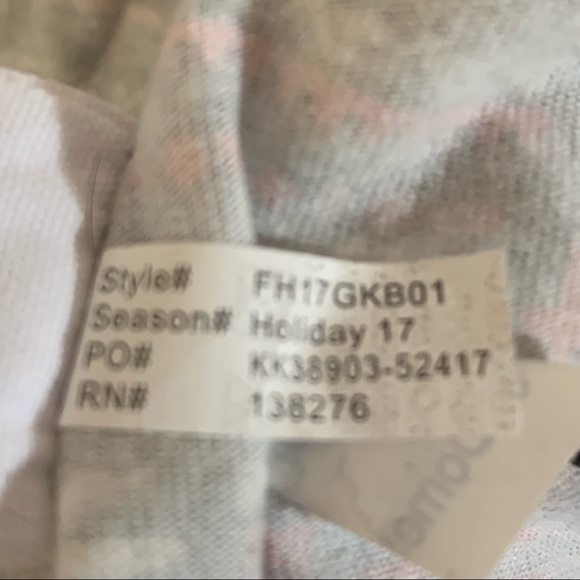 Style# FH17GKB01
Season# Holiday 17
PO# KK38903-52417
RN# 138276